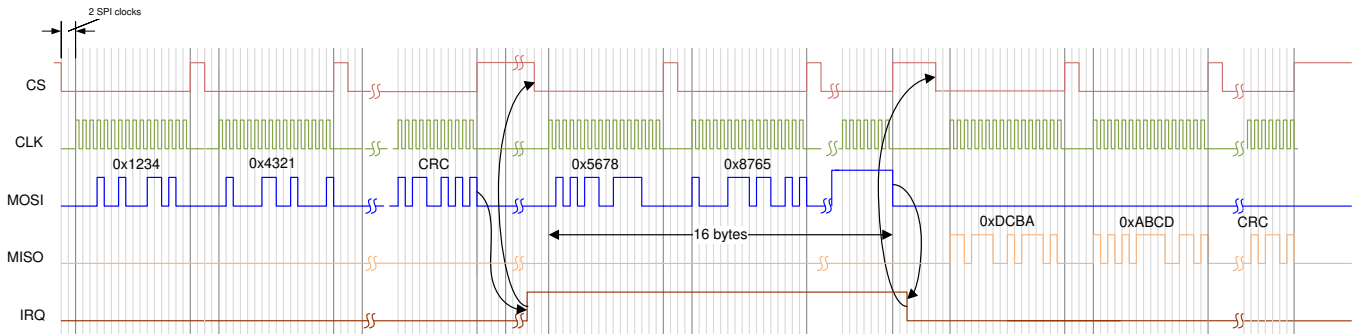 2 SPI clocks
CS
CLK
0x1234
0x4321
CRC
0x5678
0x8765
MOSI
16 bytes
0xDCBA
0xABCD
CRC
MISO
IRQ